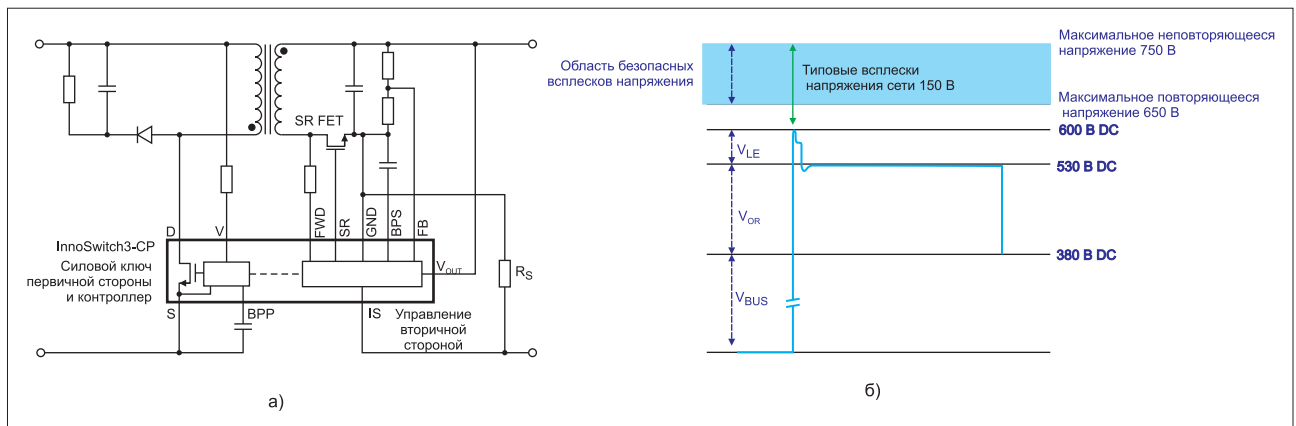 SR FET
D
V
FWD
SR
GND
BPS
FB
InnoSwitch3-CP
Силовой ключ
первичной стороны
и контроллер
VOUT
RS
S
BPP
IS
Управление
вторичной
стороной
а)
Область безопасных
всплесков напряжения
Типовые всплески
напряжения сети 150 В
Максимальное неповторяющееся
напряжение 750 В
Максимальное повторяющееся
напряжение 650 В
600 В DC
VLE
530 В DC
VOR
380 В DC
VBUS
б)